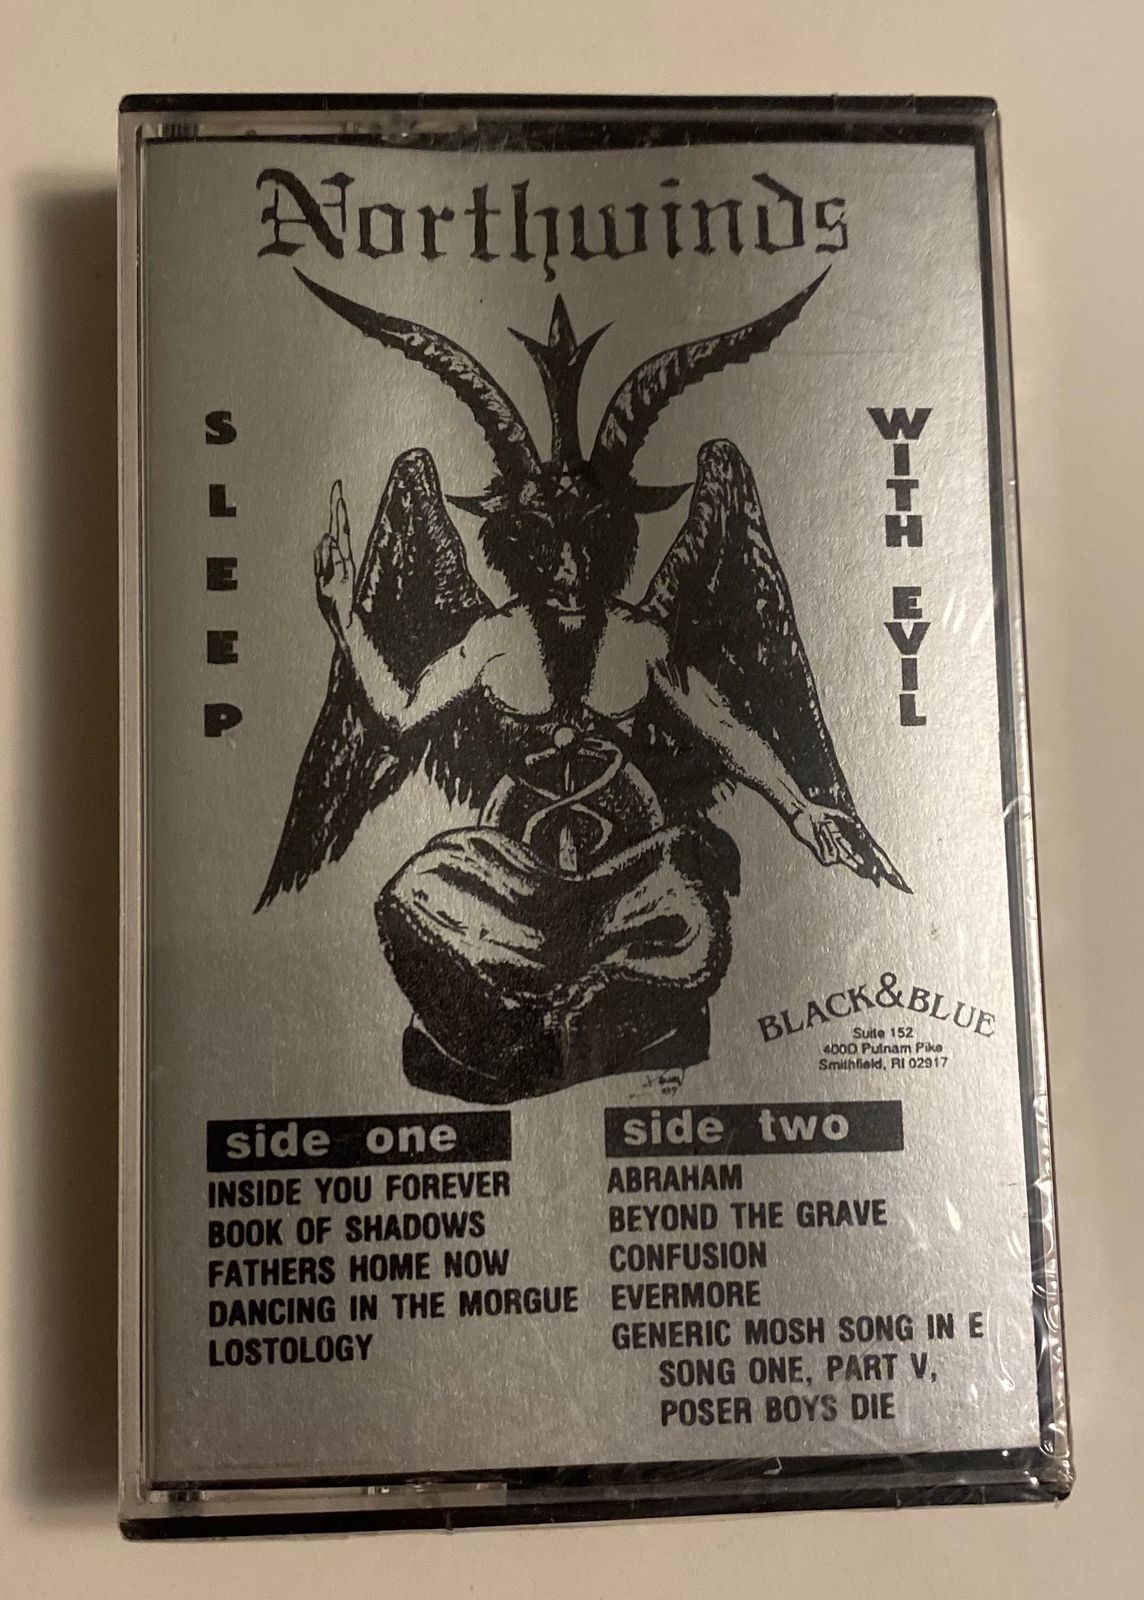 Northwinds
SLEEP
WITH EVIL
BLACK&BLUE
Suite 152
400D Putnam Pike
Smithfield, RI 02917
side one
INSIDE YOU FOREVER
BOOK OF SHADOWS
FATHERS HOME NOW
DANCING IN THE MORGUE
LOSTOLOGY
side two
ABRAHAM
BEYOND THE GRAVE
CONFUSION
EVERMORE
GENERIC MOSH SONG IN E
SONG ONE, PART V,
POSER BOYS DIE